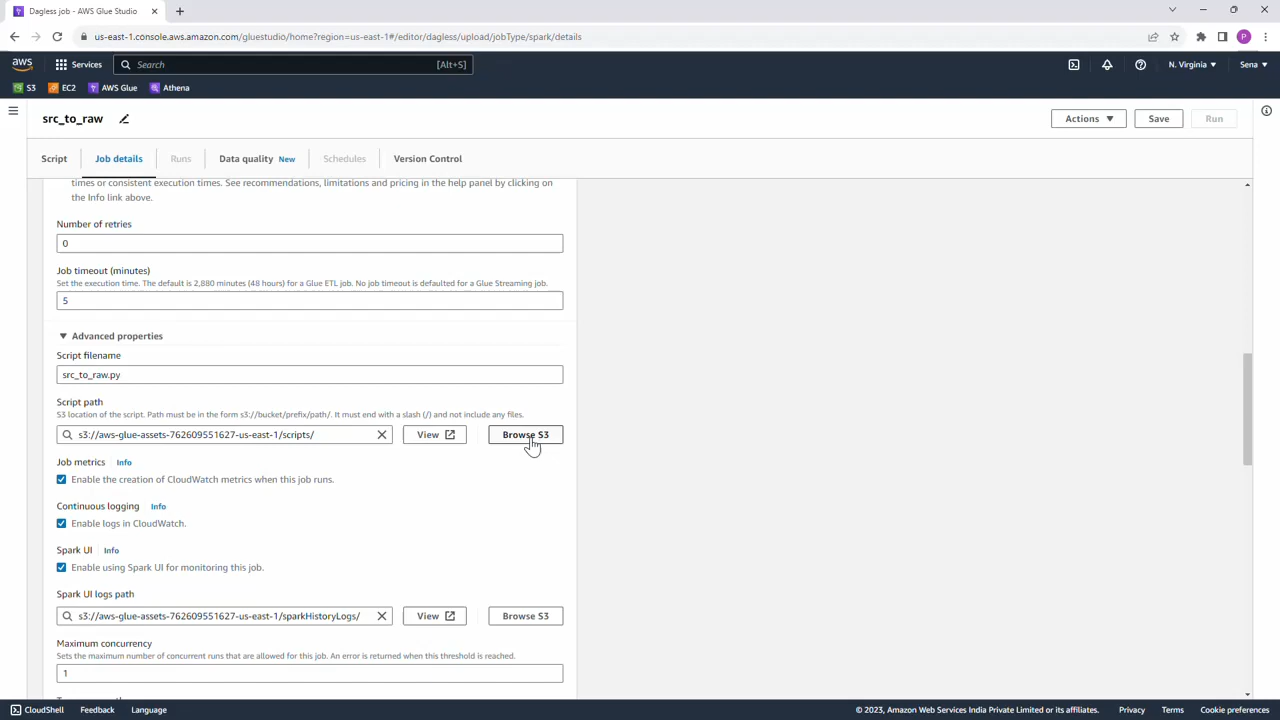 Dagless job - AWS Glue Studio
us-east-1.console.aws.amazon.com/gluestudio/home?region=us-east-1#/editor/dagless/upload/jobType/spark/details
P
aws
Services
Search
[Alt+S]
N. Virginia ▼
Sena ▼
S3
EC2
AWS Glue
Athena
src_to_raw
Actions ▼
Save
Run
Script
Job details
Runs
Data quality New
Schedules
Version Control
times or consistent execution times. See recommendations, limitations and pricing in the help panel by clicking on
the Info link above.
Number of retries
0
Job timeout (minutes)
Set the execution time. The default is 2,880 minutes (48 hours) for a Glue ETL job. No job timeout is defaulted for a Glue Streaming job.
5
▼ Advanced properties
Script filename
src_to_raw.py
Script path
S3 location of the script. Path must be in the form s3://bucket/prefix/path/. It must end with a slash (/) and not include any files.
s3://aws-glue-assets-762609551627-us-east-1/scripts/
View
Browse S3
Job metrics Info
Enable the creation of CloudWatch metrics when this job runs.
Continuous logging Info
Enable logs in CloudWatch.
Spark UI Info
Enable using Spark UI for monitoring this job.
Spark UI logs path
s3://aws-glue-assets-762609551627-us-east-1/sparkHistoryLogs/
View
Browse S3
Maximum concurrency
Sets the maximum number of concurrent runs that are allowed for this job. An error is returned when this threshold is reached.
1
CloudShell
Feedback
Language
© 2023, Amazon Web Services India Private Limited or its affiliates.
Privacy
Terms
Cookie preferences